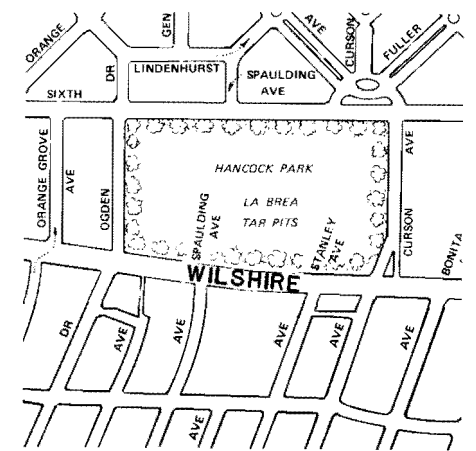 ORANGE
GEN
AVE
CURSON
FULLER
DR
LINDENHURST
SPAULDING
AVE
SIXTH
ORANGE GROVE
AVE
OGDEN
HANCOCK PARK
LA BREA
TAR PITS
SPAULDING
AVE
STANLEY
AVE
CURSON
AVE
BONITA
WILSHIRE
DR
AVE
AVE
AVE
AVE
AVE